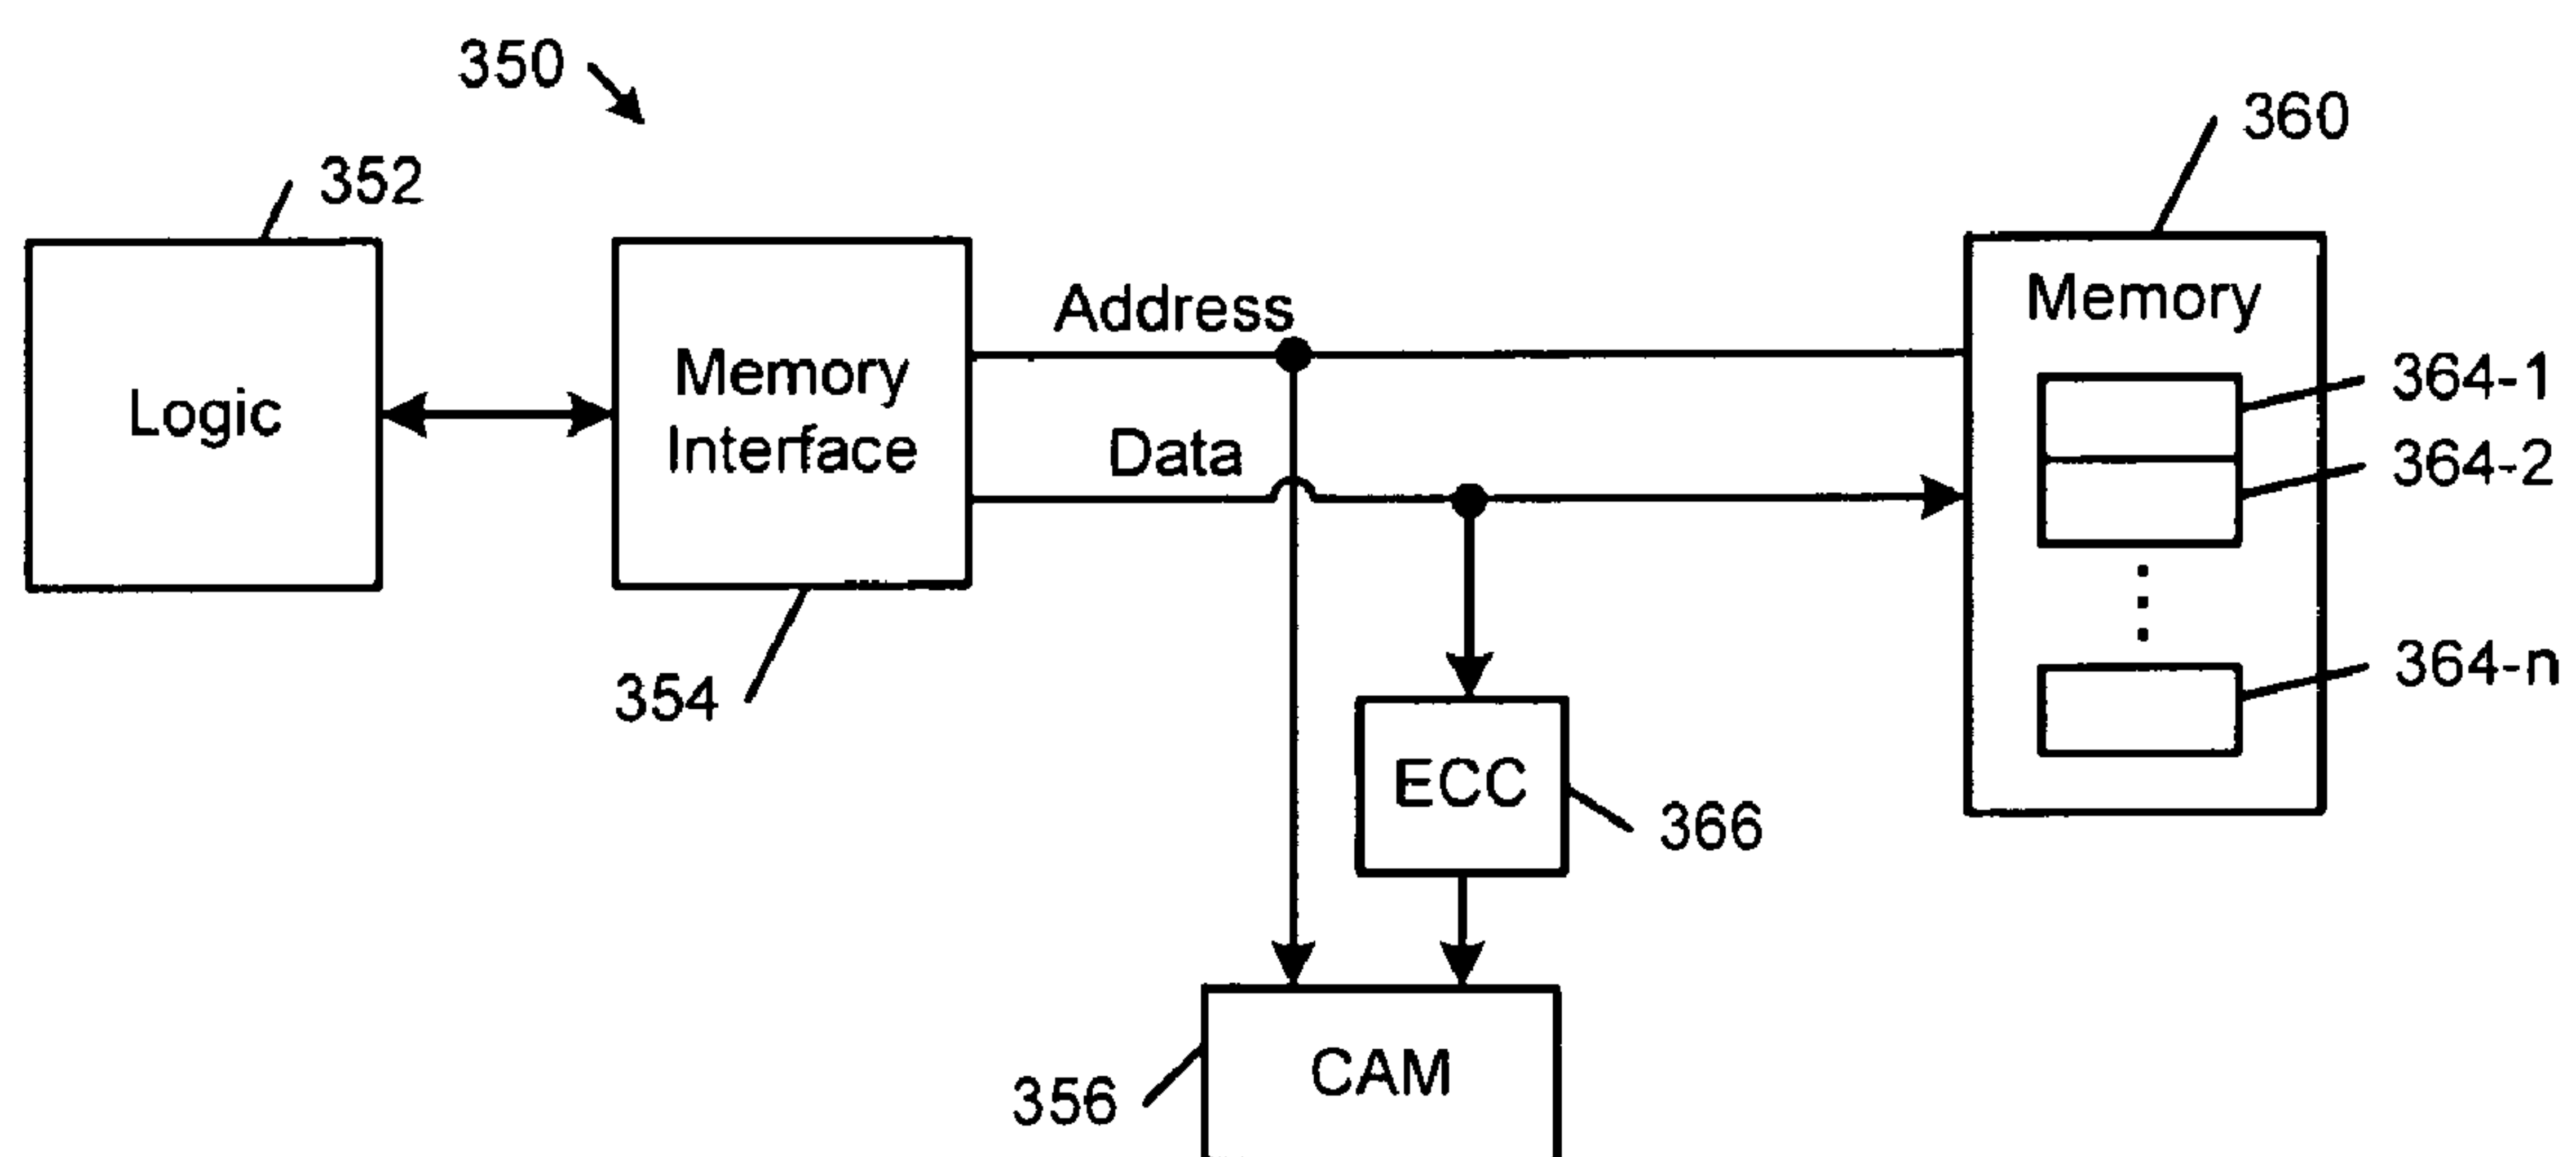 350
352
360
Logic
Memory
Interface
354
Address
Data
Memory
364-1
364-2
364-n
ECC
366
CAM
356